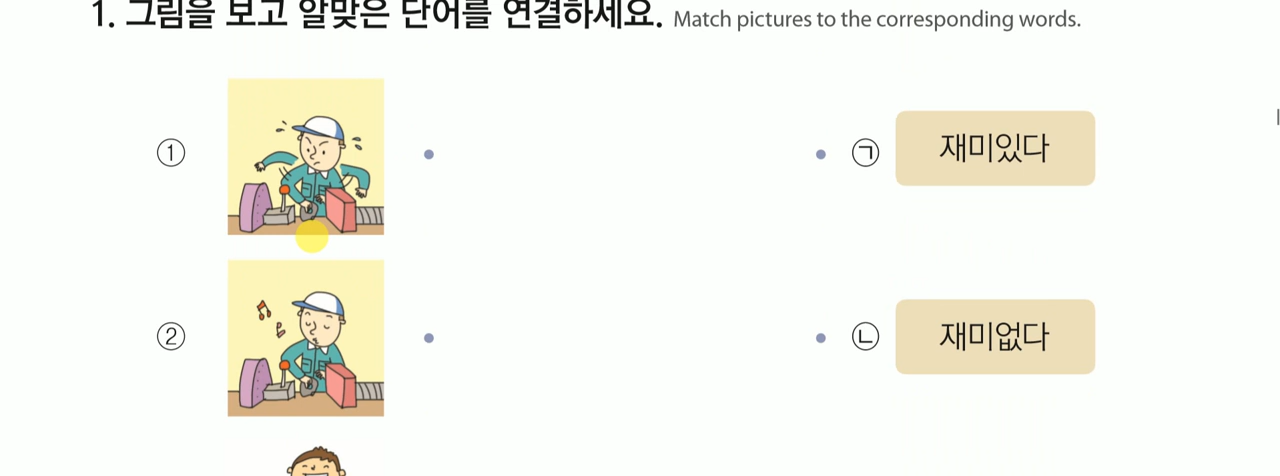 1. 그림을 보고 알맞은 단어를 연결하세요. Match pictures to the corresponding words.
① ㉠ 재미있다
② ㉡ 재미없다